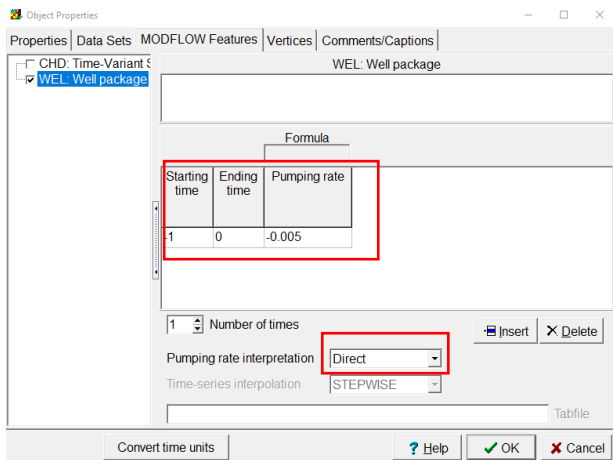 Object Properties
Properties Data Sets MODFLOW Features Vertices Comments/Captions
CHD: Time-Variant S
WEL: Well package
WEL: Well package
Formula
Starting time Ending time Pumping rate
-1 0 -0.005
1 Number of times
Insert Delete
Pumping rate interpretation Direct
Time-series interpolation STEPWISE
Tabfile
Convert time units ? Help OK Cancel